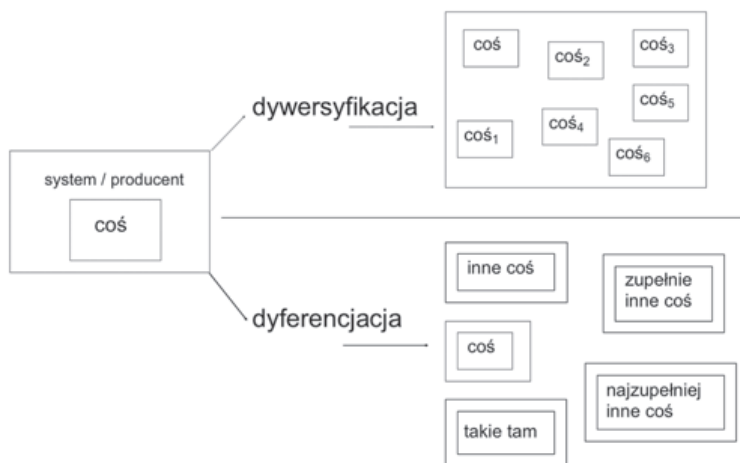 system / producent
coś
dywersyfikacja
coś
coś₂
coś₃
coś₅
coś₁
coś₄
coś₆
dyferencjacja
inne coś
zupełnie
inne coś
coś
najzupełniej
inne coś
takie tam